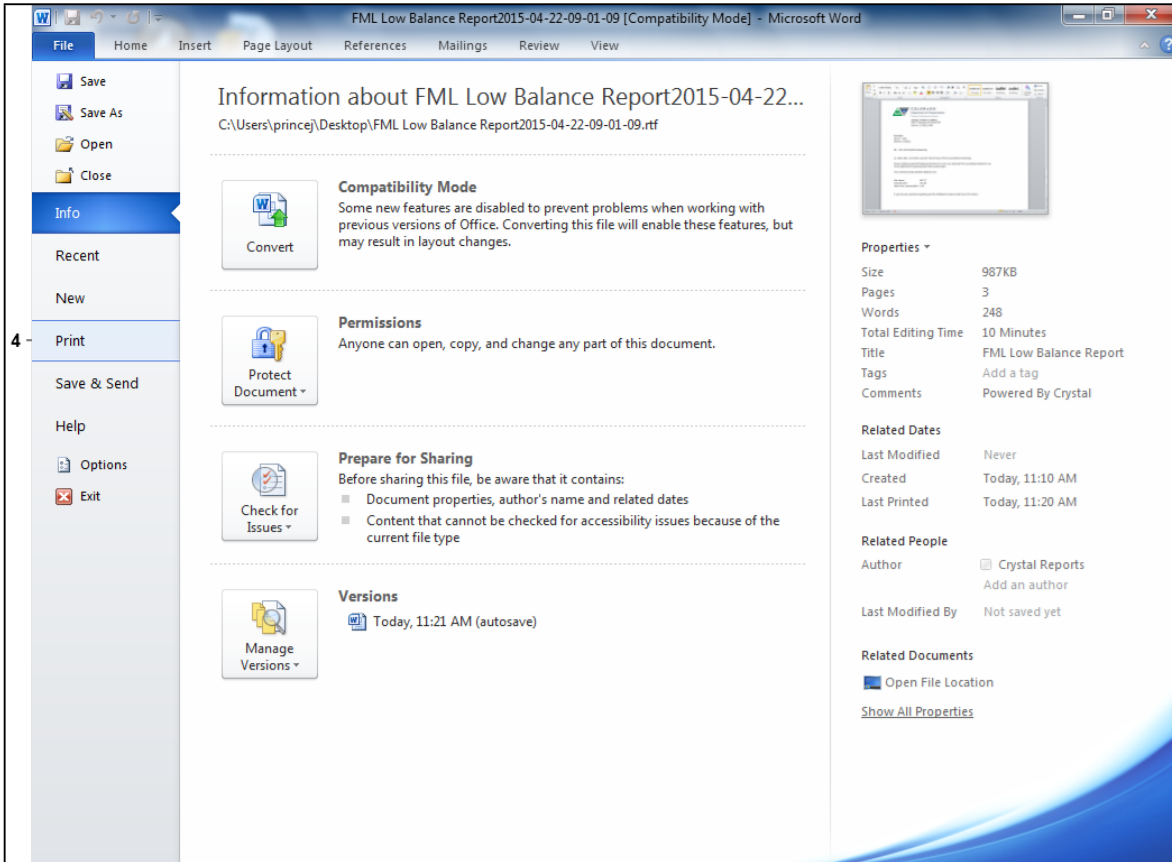 FML Low Balance Report2015-04-22-09-01-09 [Compatibility Mode] - Microsoft Word
File Home Insert Page Layout References Mailings Review View
Save
Save As
Open
Close
Info
Recent
New
4 - Print
Save & Send
Help
Options
Exit
Information about FML Low Balance Report2015-04-22...
C:\Users\princej\Desktop\FML Low Balance Report2015-04-22-09-01-09.rtf
Convert
Compatibility Mode
Some new features are disabled to prevent problems when working with
previous versions of Office. Converting this file will enable these features, but
may result in layout changes.
Protect
Document
Permissions
Anyone can open, copy, and change any part of this document.
Check for
Issues
Prepare for Sharing
Before sharing this file, be aware that it contains:
Document properties, author's name and related dates
Content that cannot be checked for accessibility issues because of the
current file type
Manage
Versions
Versions
Today, 11:21 AM (autosave)
Properties
Size 987KB
Pages 3
Words 248
Total Editing Time 10 Minutes
Title FML Low Balance Report
Tags Add a tag
Comments Powered By Crystal
Related Dates
Last Modified Never
Created Today, 11:10 AM
Last Printed Today, 11:20 AM
Related People
Author Crystal Reports
Add an author
Last Modified By Not saved yet
Related Documents
Open File Location
Show All Properties